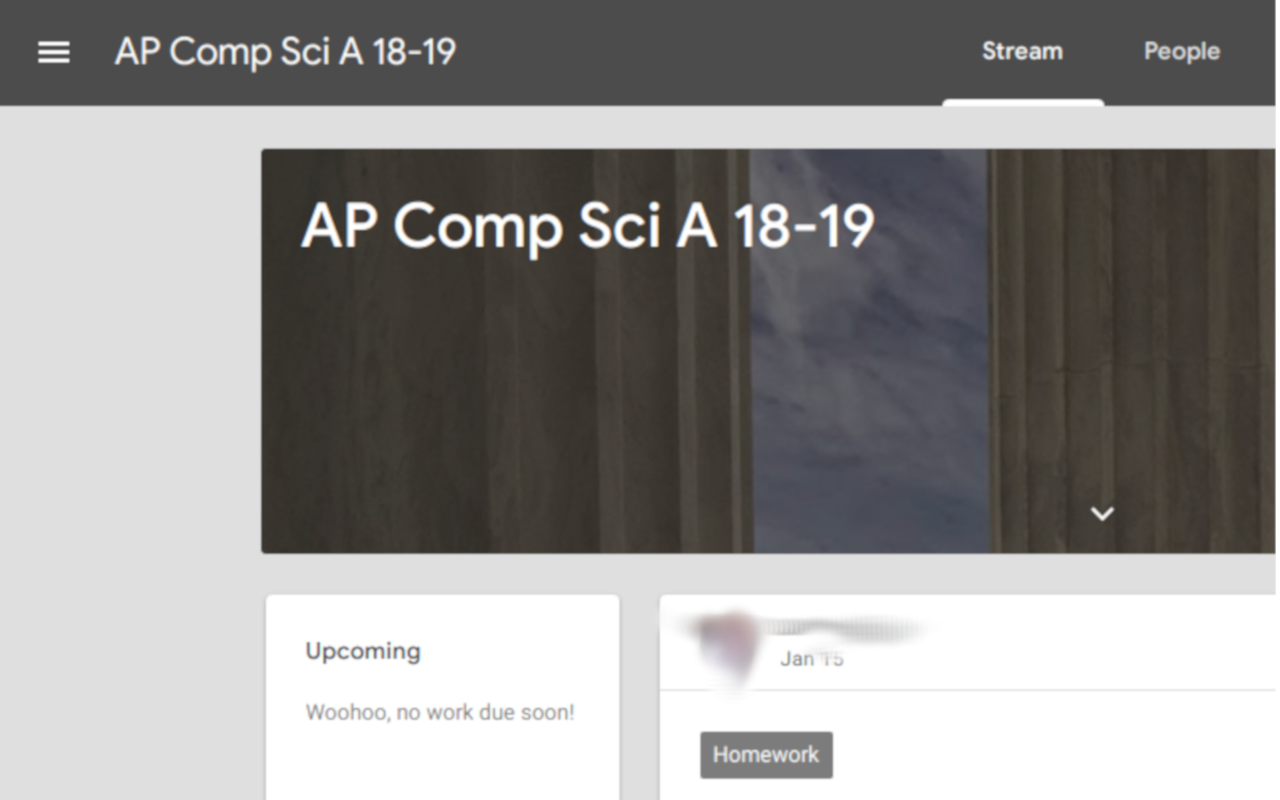 AP Comp Sci A 18-19
Stream
People
AP Comp Sci A 18-19
Upcoming
Woohoo, no work due soon!
Jan 15
Homework